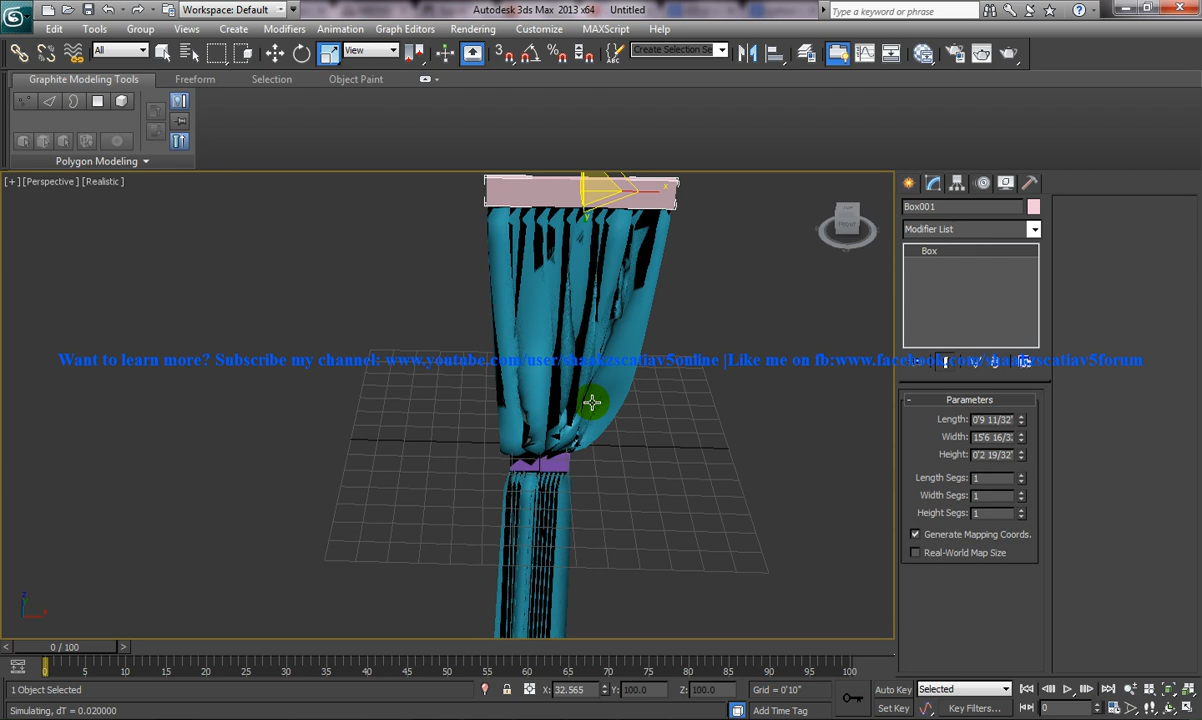 Workspace: Default
Autodesk 3ds Max 2013 x64 Untitled
Type a keyword or phrase
Edit Tools Group Views Create Modifiers Animation Graph Editors Rendering Customize MAXScript Help
All View Create Selection Se
Graphite Modeling Tools Freeform Selection Object Paint
Polygon Modeling
[+] [Perspective] [Realistic]
Box001
Modifier List
Box
Want to learn more? Subscribe my channel: www.youtube.com/user/shaakzscatiav5online |Like me on fb:www.facebook.com/shaakzscatiav5forum
Parameters
Length: 0'9 11/32"
Width: 15'6 16/3
Height: 0'2 19/32"
Length Segs: 1
Width Segs: 1
Height Segs: 1
Generate Mapping Coords.
Real-World Map Size
0 / 100
0 5 10 15 20 25 30 35 40 45 50 55 60 65 70 75 80 85 90 95 100
1 Object Selected X: 32.565 Y: 100.0 Z: 100.0 Grid = 0'10" Auto Key Selected
Simulating, dT = 0.020000 Add Time Tag Set Key Key Filters... 0